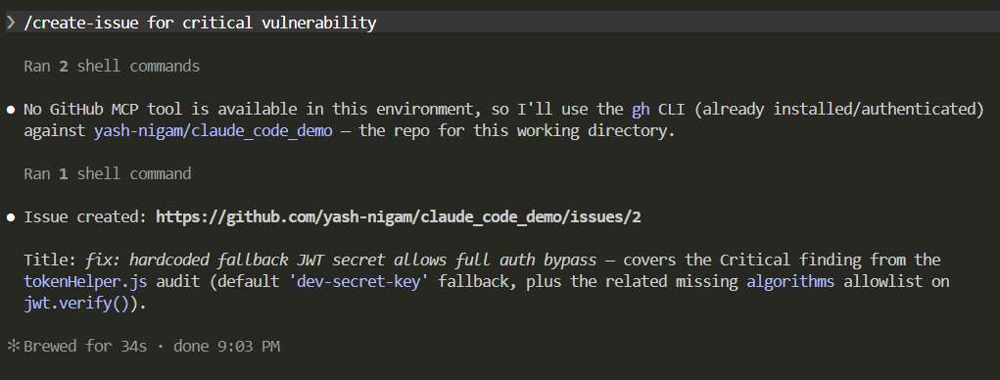 ❯ /create-issue for critical vulnerability
Ran 2 shell commands
● No GitHub MCP tool is available in this environment, so I'll use the gh CLI (already installed/authenticated)
against yash-nigam/claude_code_demo — the repo for this working directory.
Ran 1 shell command
● Issue created: https://github.com/yash-nigam/claude_code_demo/issues/2
Title: fix: hardcoded fallback JWT secret allows full auth bypass — covers the Critical finding from the
tokenHelper.js audit (default 'dev-secret-key' fallback, plus the related missing algorithms allowlist on
jwt.verify()).
✻ Brewed for 34s · done 9:03 PM